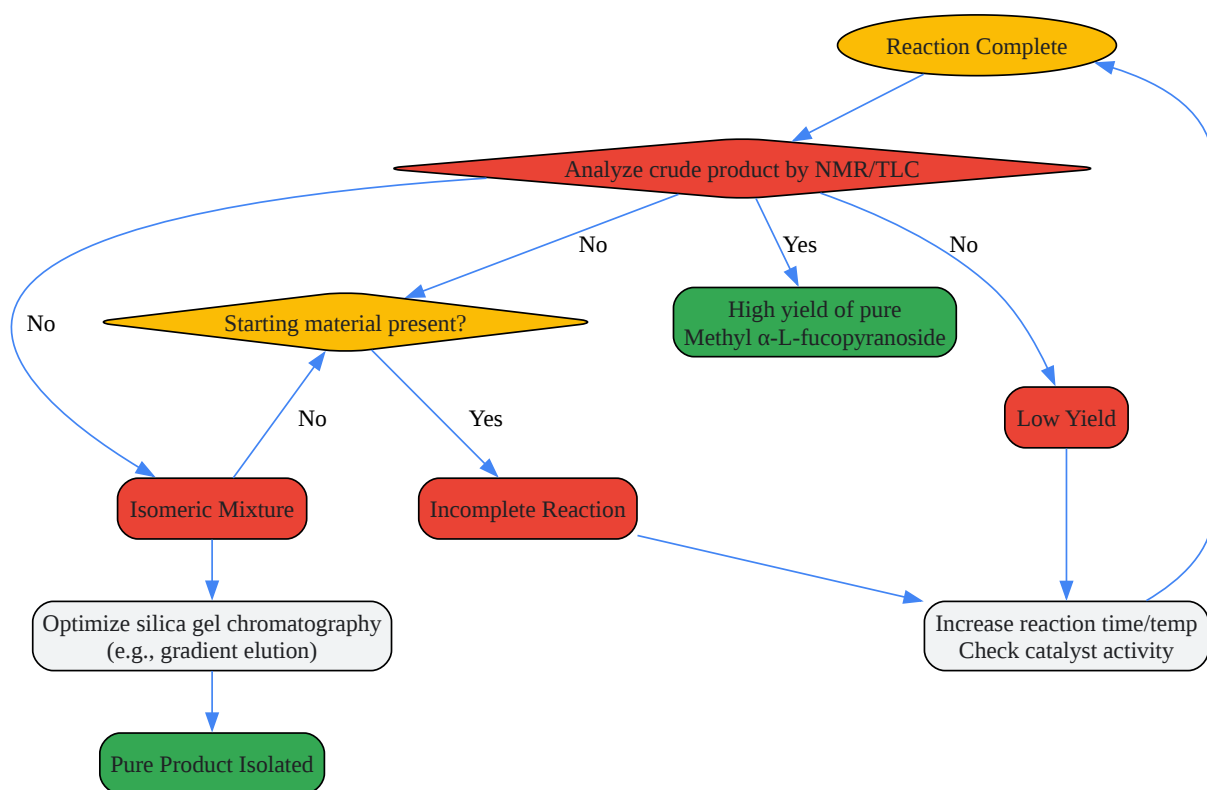 Reaction Complete
Analyze crude product by NMR/TLC
No
Yes
No
High yield of pure
Methyl α-L-fucopyranoside
No
Starting material present?
Low Yield
No
Yes
Isomeric Mixture
Incomplete Reaction
Optimize silica gel chromatography
(e.g., gradient elution)
Increase reaction time/temp
Check catalyst activity
Pure Product Isolated